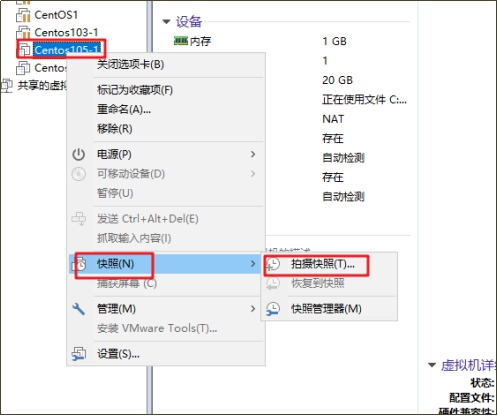 CentOS1
Centos103-1
Centos105-1
Cento
共享的虚拟
设备
内存 1 GB
1
20 GB
正在使用文件 C:...
NAT
存在
自动检测
存在
自动检测
关闭选项卡(B)
标记为收藏项(F)
重命名(A)...
移除(R)
电源(P)
可移动设备(D)
暂停(U)
发送 Ctrl+Alt+Del(E)
抓取输入内容(I)
快照(N)
捕获屏幕 (C)
管理(M)
安装 VMware Tools(T)...
设置(S)...
机的描述
拍摄快照(T)...
恢复到快照
快照管理器(M)
虚拟机详
状态:
配置文件:
硬件兼容性: